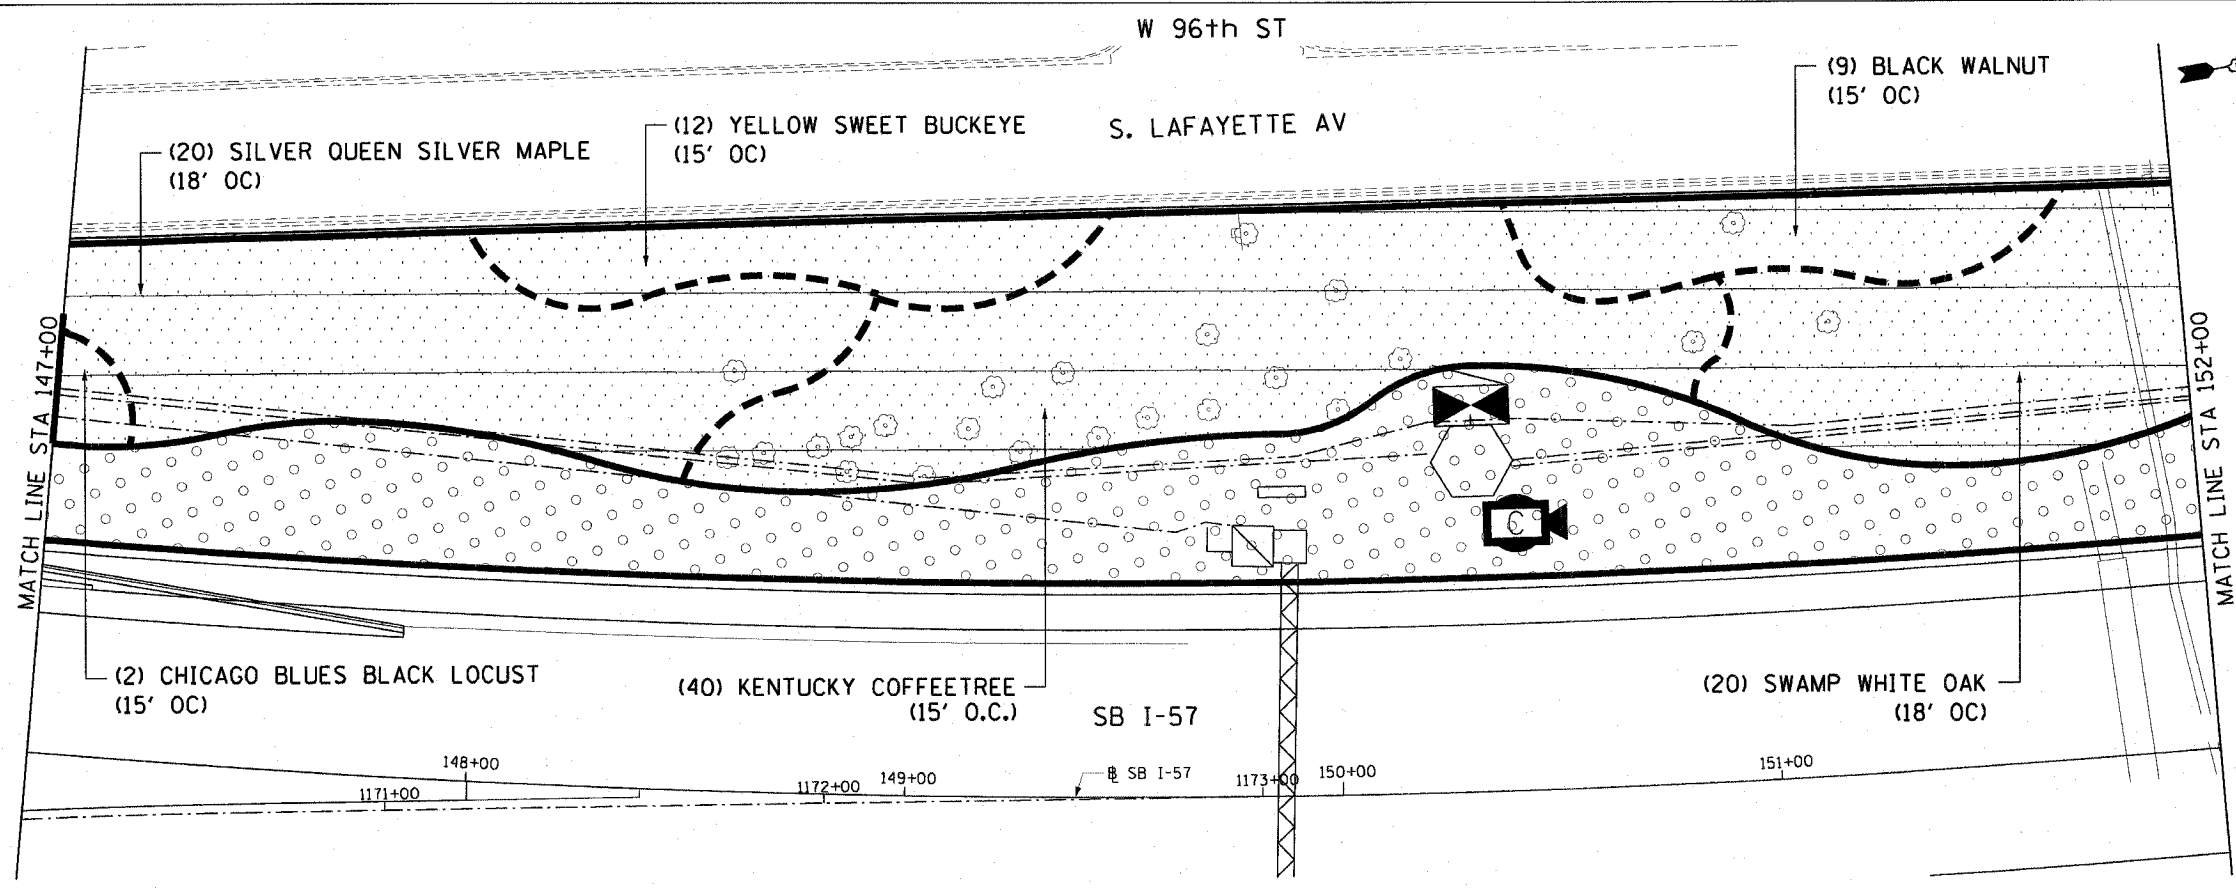 W 96th ST
(9) BLACK WALNUT
(15' OC)
(12) YELLOW SWEET BUCKEYE
(15' OC)
S. LAFAYETTE AV
(20) SILVER QUEEN SILVER MAPLE
(18' OC)
MATCH LINE STA 147+00
MATCH LINE STA 152+00
C
(2) CHICAGO BLUES BLACK LOCUST
(15' OC)
(40) KENTUCKY COFFEETREE
(15' O.C.)
SB I-57
(20) SWAMP WHITE OAK
(18' OC)
148+00
1171+00
1172+00
149+00
SB I-57
1173+00
150+00
151+00